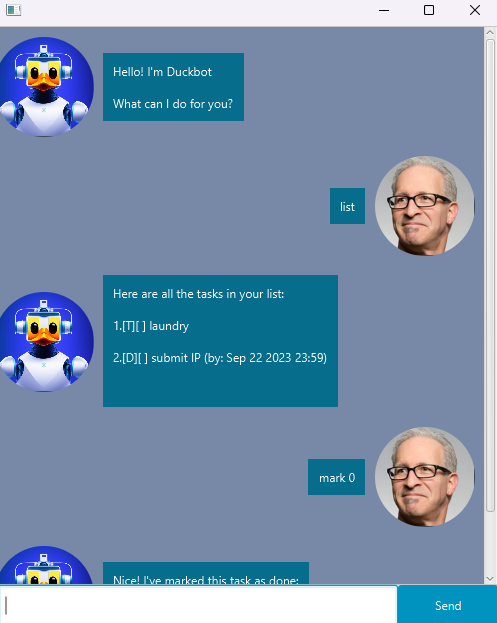 Hello! I'm Duckbot
What can I do for you?
list
Here are all the tasks in your list:
1.[T][ ] laundry
2.[D][ ] submit IP (by: Sep 22 2023 23:59)
mark 0
Nice! I've marked this task as done:
Send